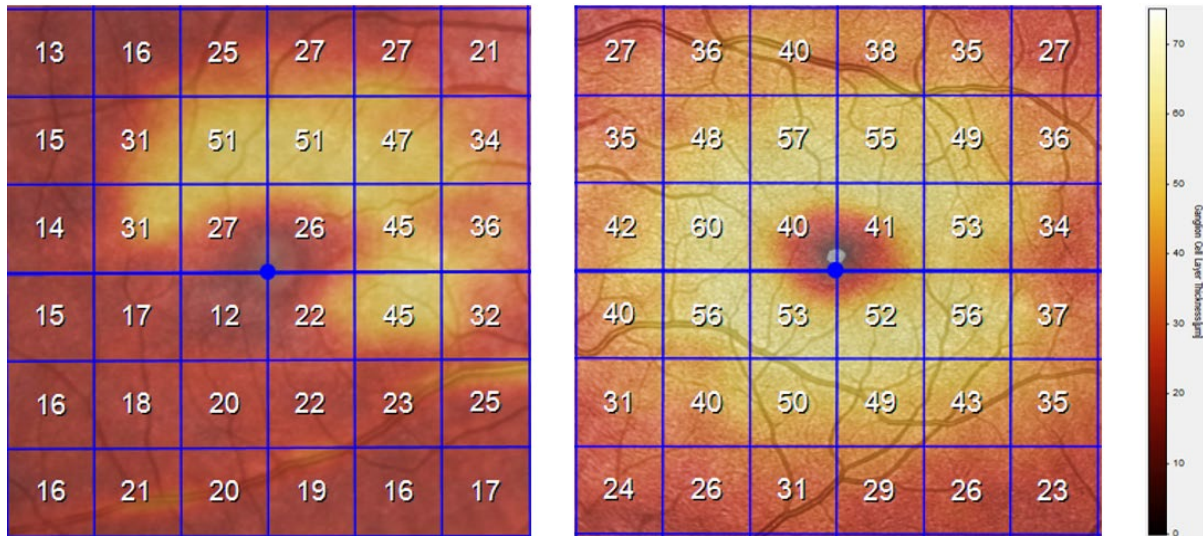 13 16 25 27 27 21
15 31 51 51 47 34
14 31 27 26 45 36
15 17 12 22 45 32
16 18 20 22 23 25
16 21 20 19 16 17
27 36 40 38 35 27
35 48 57 55 49 36
42 60 40 41 53 34
40 56 53 52 56 37
31 40 50 49 43 35
24 26 31 29 26 23
70
60
50
40
30
20
10
0
Ganglion Cell Layer Thickness [µm]